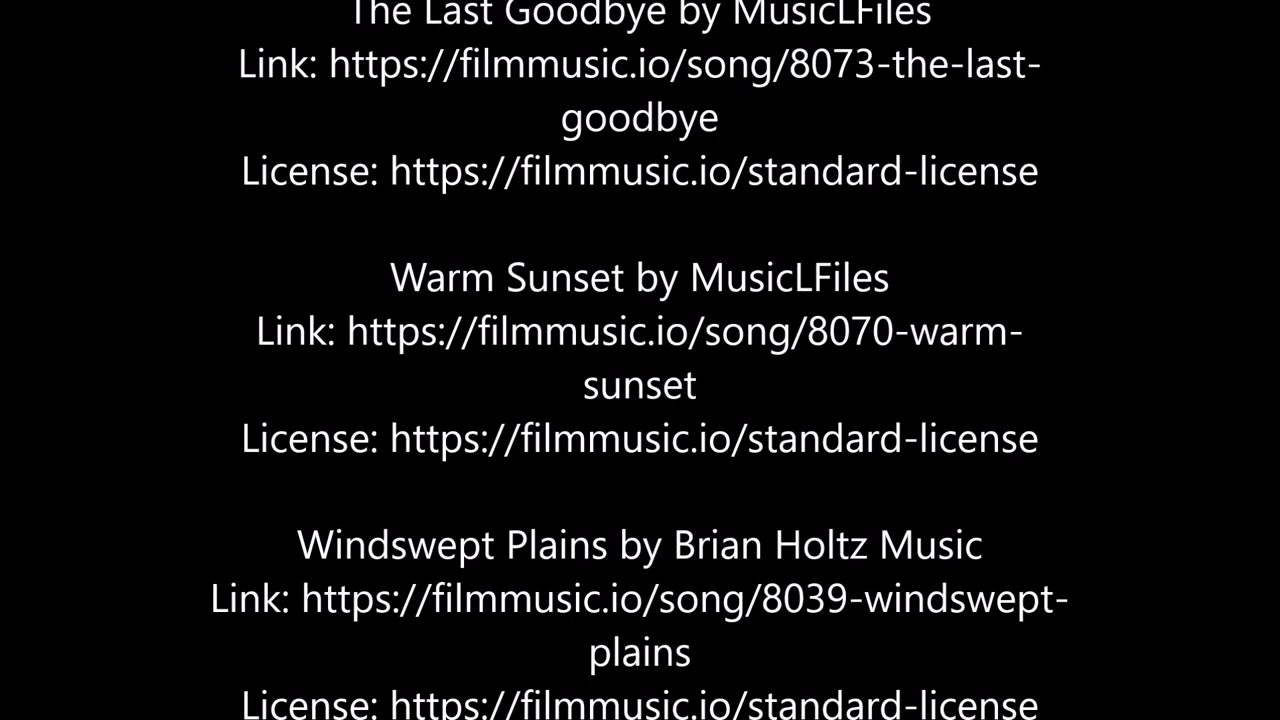 The Last Goodbye by MusicLFiles
Link: https://filmmusic.io/song/8073-the-last-
goodbye
License: https://filmmusic.io/standard-license
Warm Sunset by MusicLFiles
Link: https://filmmusic.io/song/8070-warm-
sunset
License: https://filmmusic.io/standard-license
Windswept Plains by Brian Holtz Music
Link: https://filmmusic.io/song/8039-windswept-
plains
License: https://filmmusic.io/standard-license